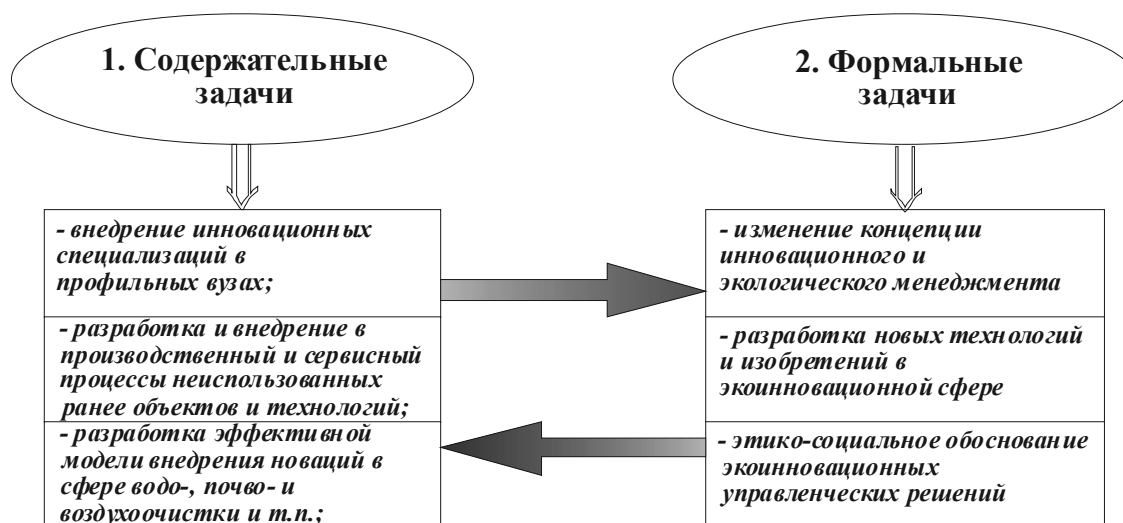 1. Содержательные
задачи
2. Формальные
задачи
- внедрение инновационных
специализаций в
профильных вузах;
- разработка и внедрение в
производственный и сервисный
процессы неиспользованных
ранее объектов и технологий;
- разработка эффективной
модели внедрения новаций в
сфере водо-, почво- и
воздухоочистки и т.п.;
- изменение концепции
инновационного и
экологического менеджмента
- разработка новых технологий
и изобретений в
экоинновационной сфере
- этико-социальное обоснование
экоинновационных
управленческих решений